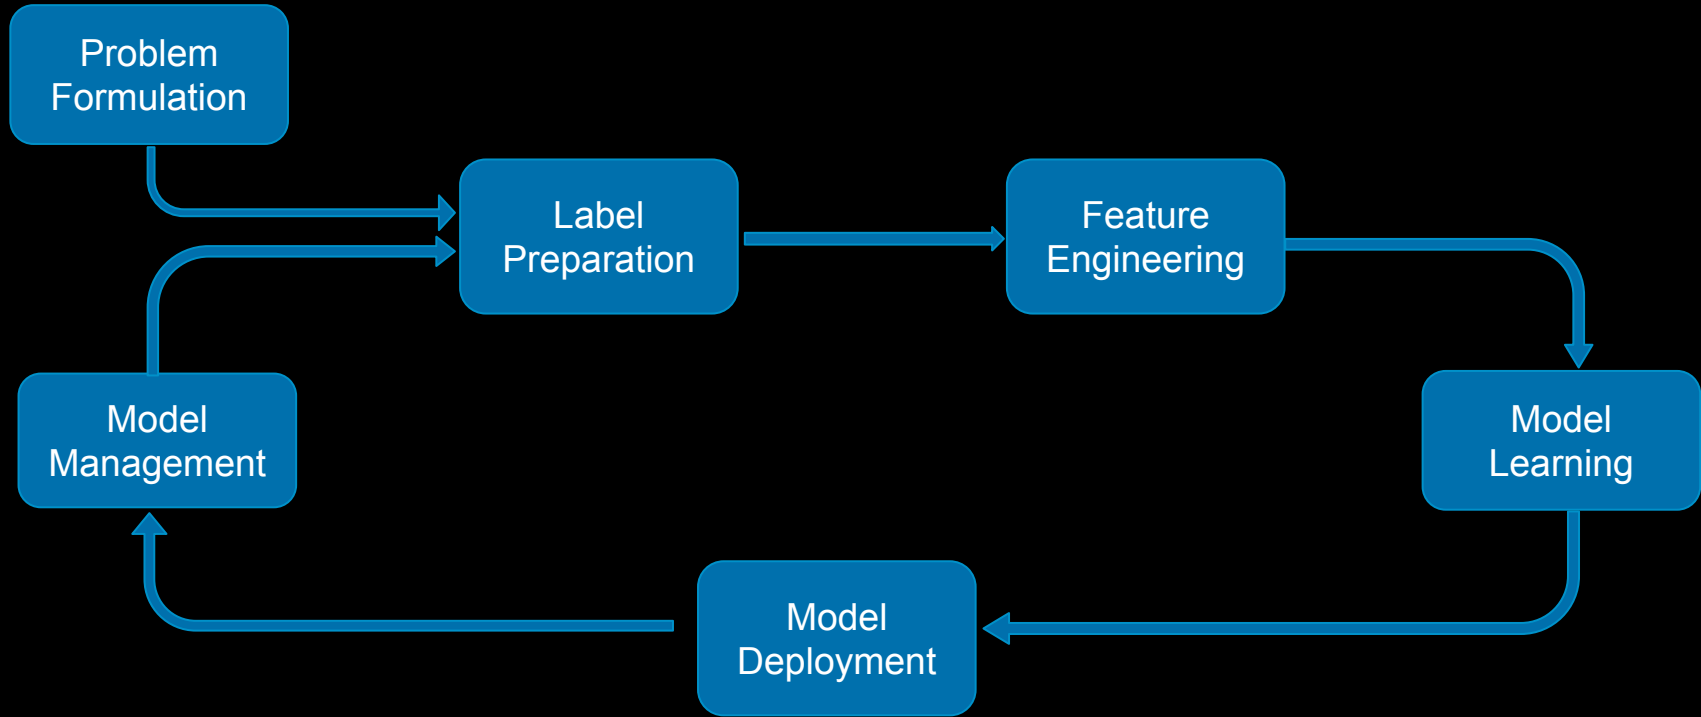 Problem
Formulation
Label
Preparation
Feature
Engineering
Model
Learning
Model
Deployment
Model
Management